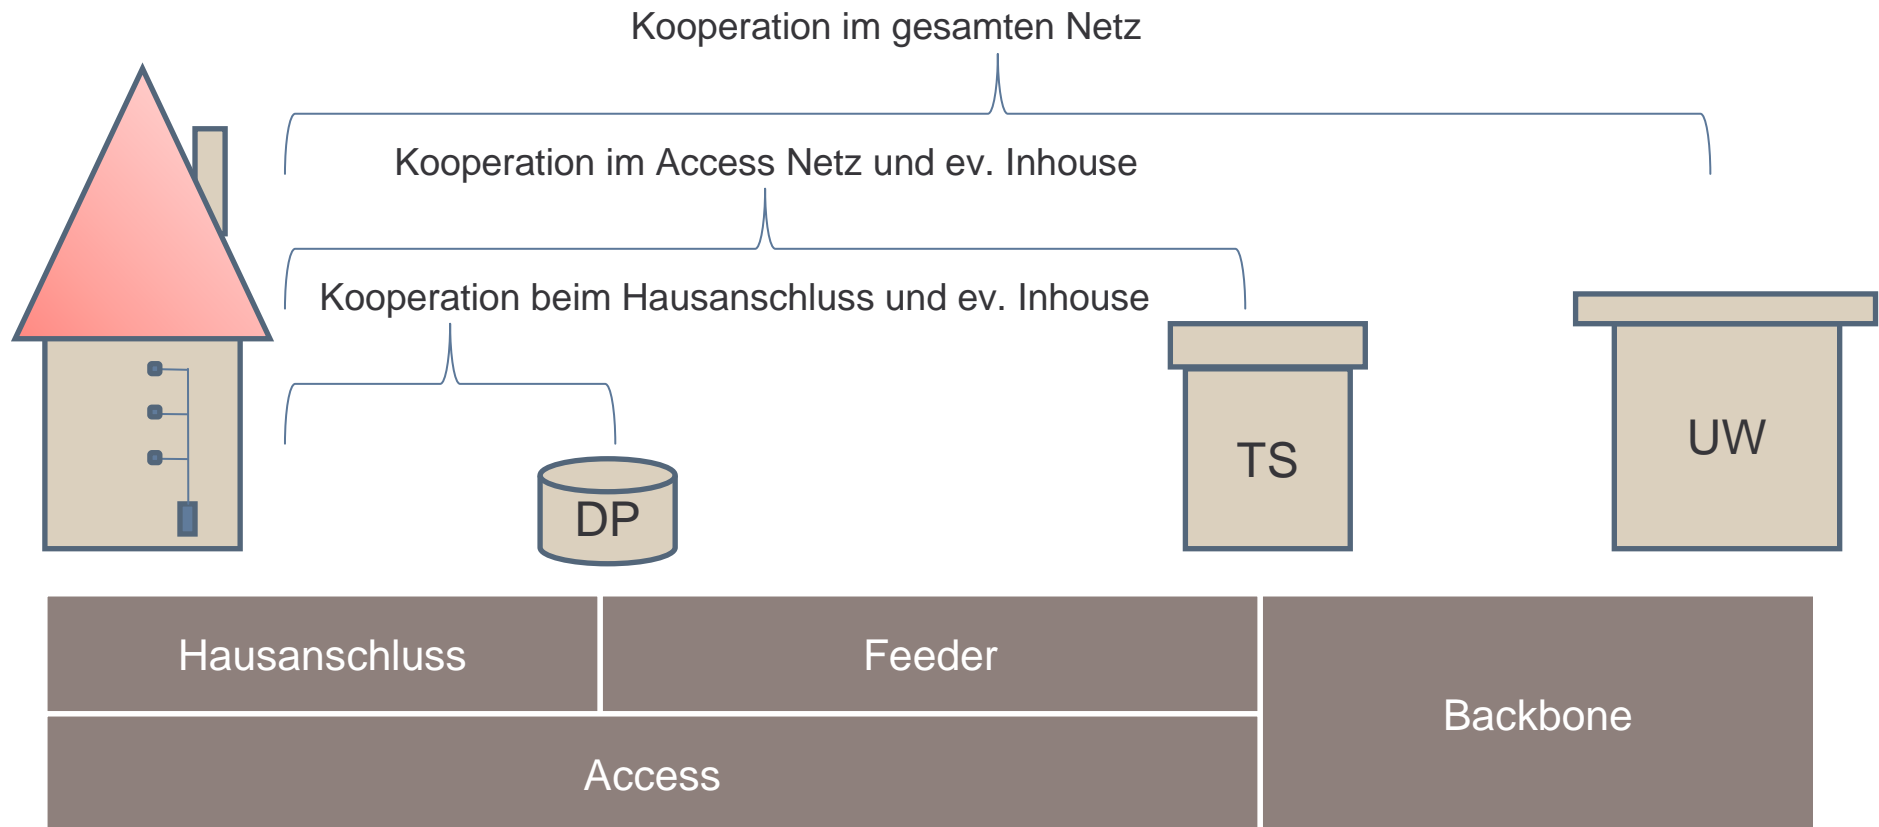 Kooperation im gesamten Netz
Kooperation im Access Netz und ev. Inhouse
Kooperation beim Hausanschluss und ev. Inhouse
DP
TS
UW
Hausanschluss
Feeder
Backbone
Access